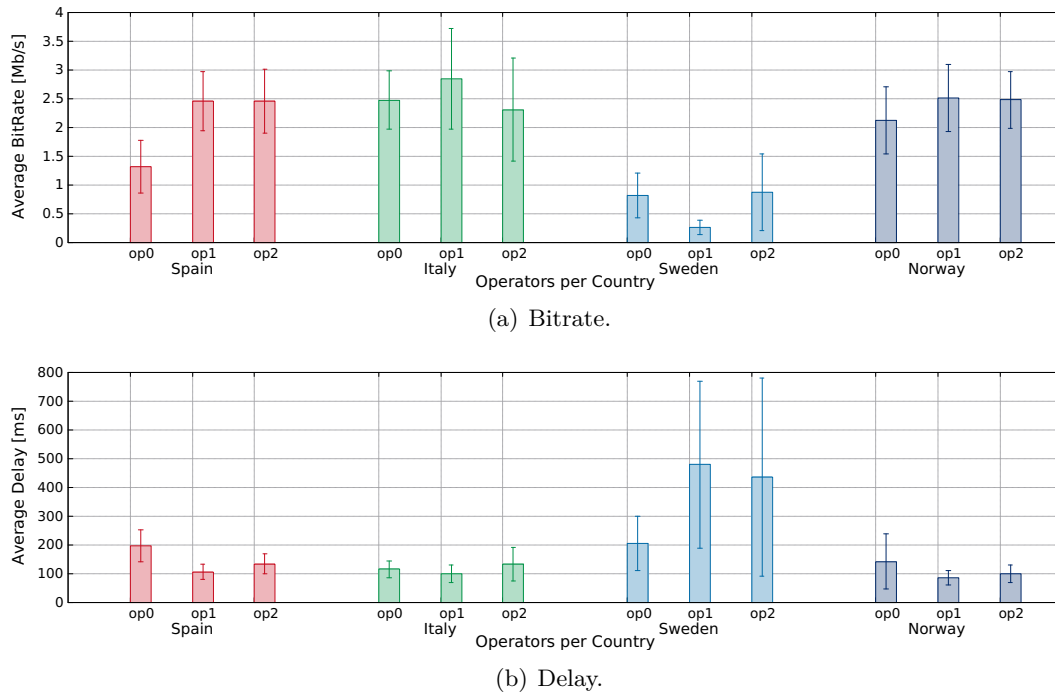 4
3.5
3
2.5
2
1.5
1
0.5
0
Average BitRate [Mb/s]
op0 op1 op2 op0 op1 op2 op0 op1 op2 op0 op1 op2
Spain Italy Sweden Norway
Operators per Country
(a) Bitrate.
800
700
600
500
400
300
200
100
0
Average Delay [ms]
op0 op1 op2 op0 op1 op2 op0 op1 op2 op0 op1 op2
Spain Italy Sweden Norway
Operators per Country
(b) Delay.